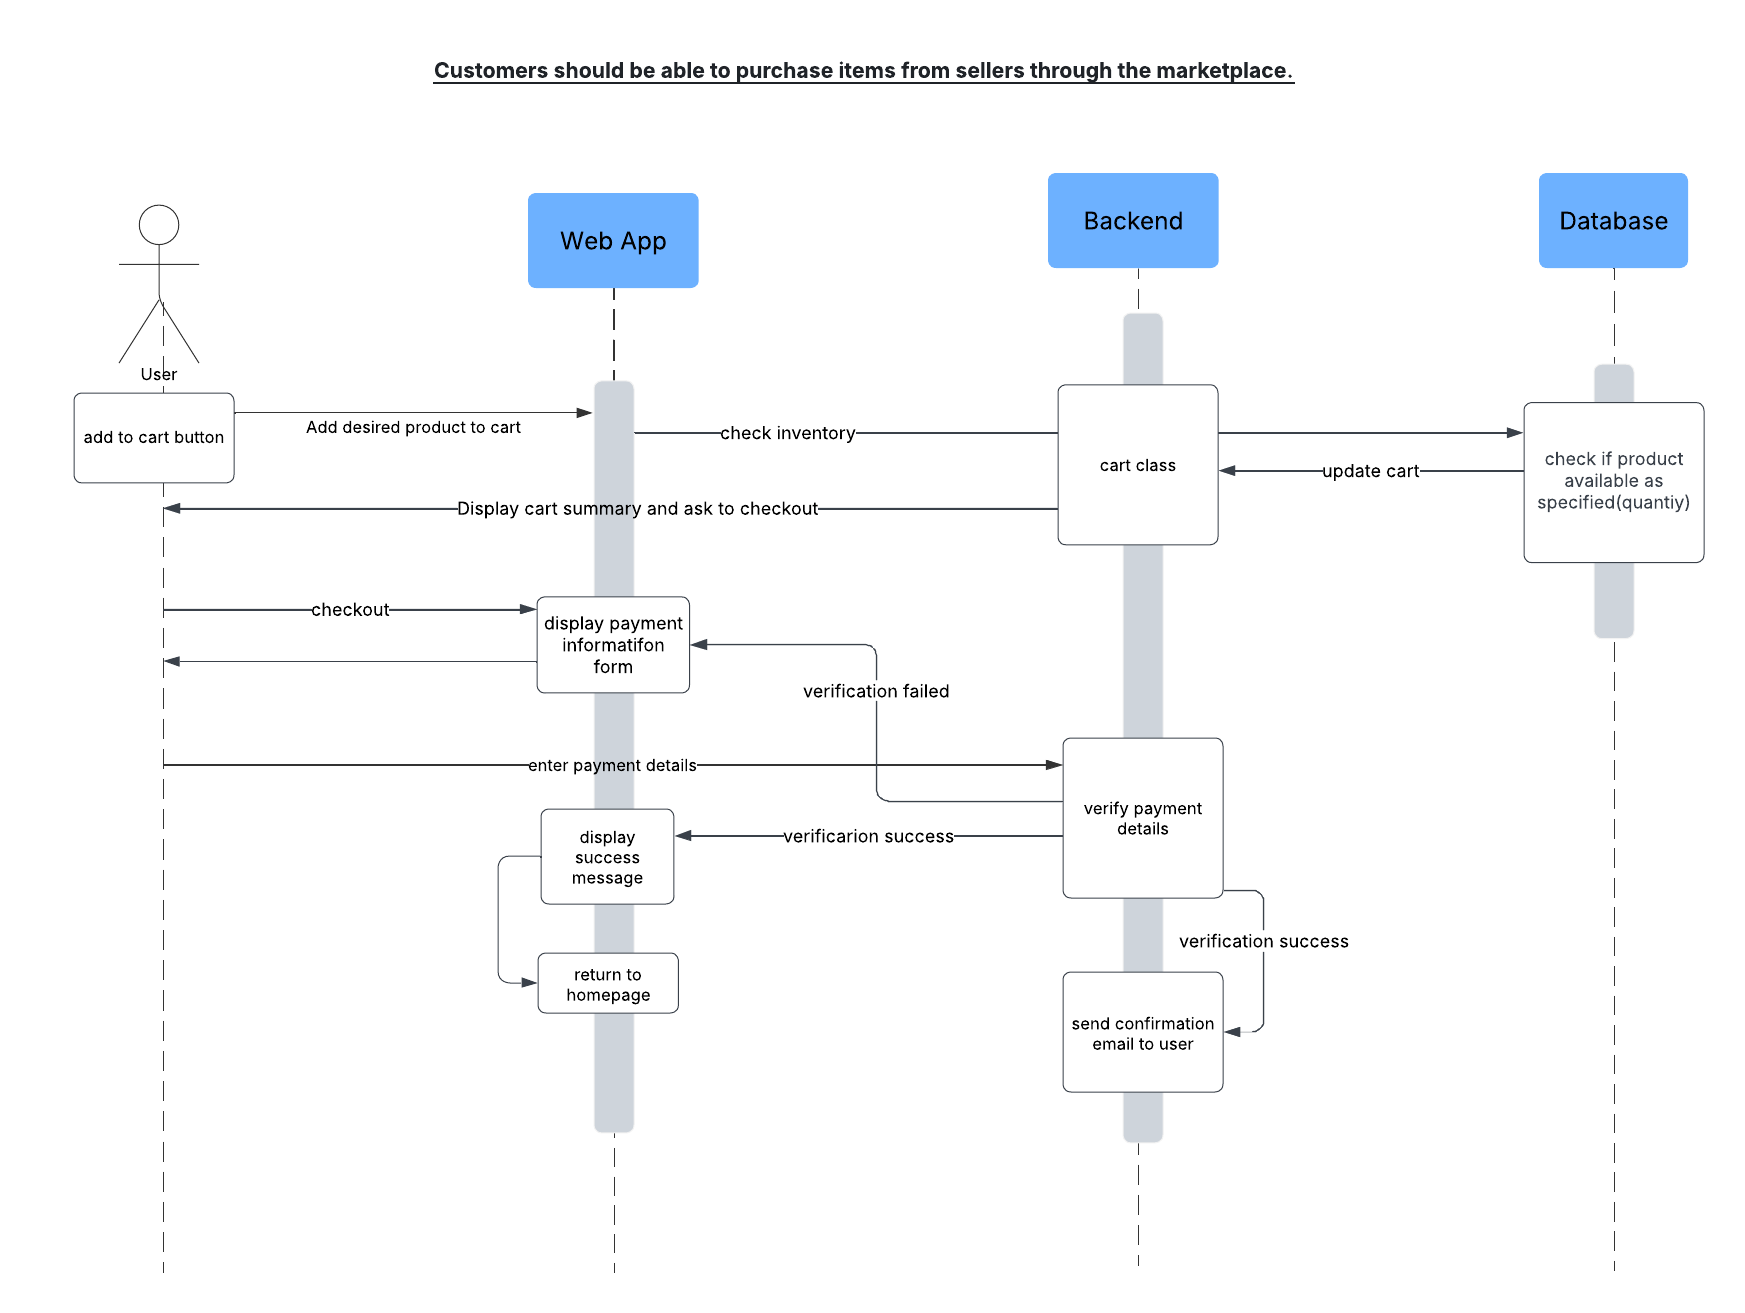 Customers should be able to purchase items from sellers through the marketplace.
Web App
Backend
Database
User
add to cart button
Add desired product to cart
check inventory
cart class
update cart
check if product
available as
specified(quantiy)
Display cart summary and ask to checkout
checkout
display payment
informatifon
form
verification failed
enter payment details
verify payment
details
display
success
message
verificarion success
verification success
return to
homepage
send confirmation
email to user